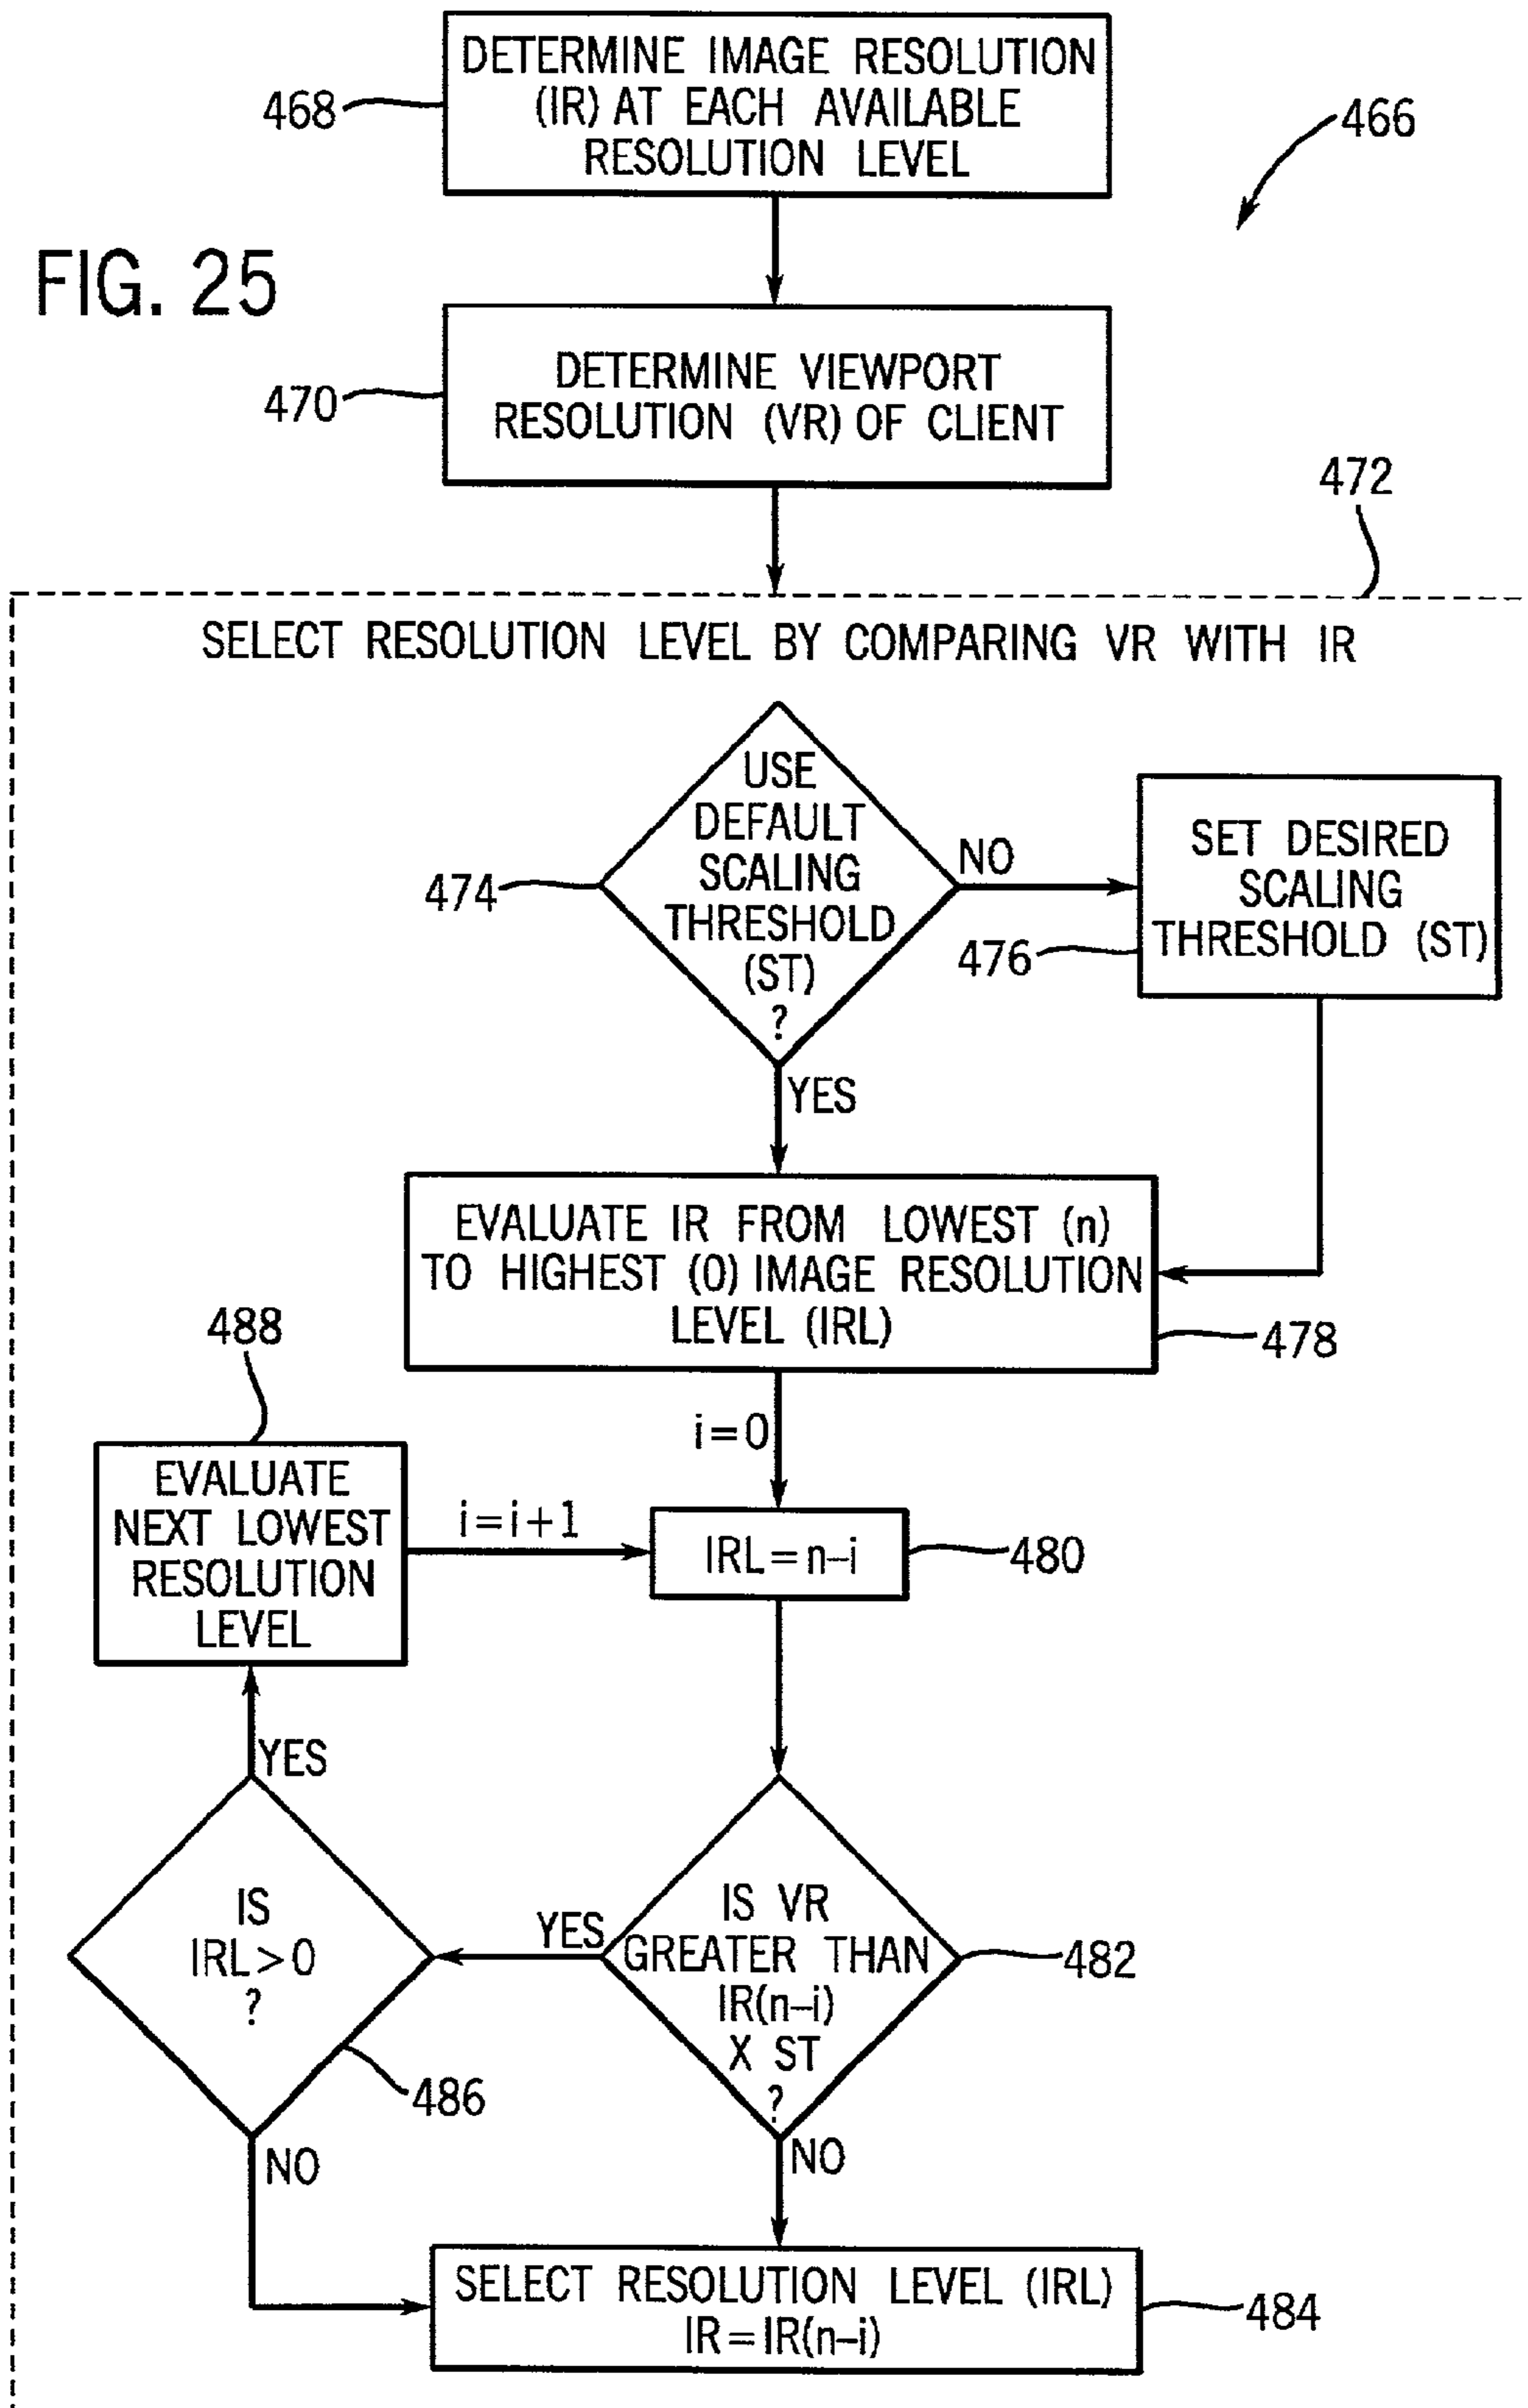 DETERMINE IMAGE RESOLUTION
(IR) AT EACH AVAILABLE
RESOLUTION LEVEL
468
466
FIG. 25
DETERMINE VIEWPORT
RESOLUTION (VR) OF CLIENT
470
472
SELECT RESOLUTION LEVEL BY COMPARING VR WITH IR
USE
DEFAULT
SCALING
THRESHOLD
(ST)
?
474
NO
SET DESIRED
SCALING
THRESHOLD (ST)
476
YES
EVALUATE IR FROM LOWEST (n)
TO HIGHEST (0) IMAGE RESOLUTION
LEVEL (IRL)
478
488
i=0
EVALUATE
NEXT LOWEST
RESOLUTION
LEVEL
i=i+1
IRL=n-i
480
YES
IS
IRL>0
?
486
YES
IS VR
GREATER THAN
IR(n-i)
X ST
?
482
NO
NO
SELECT RESOLUTION LEVEL (IRL)
IR=IR(n-i)
484